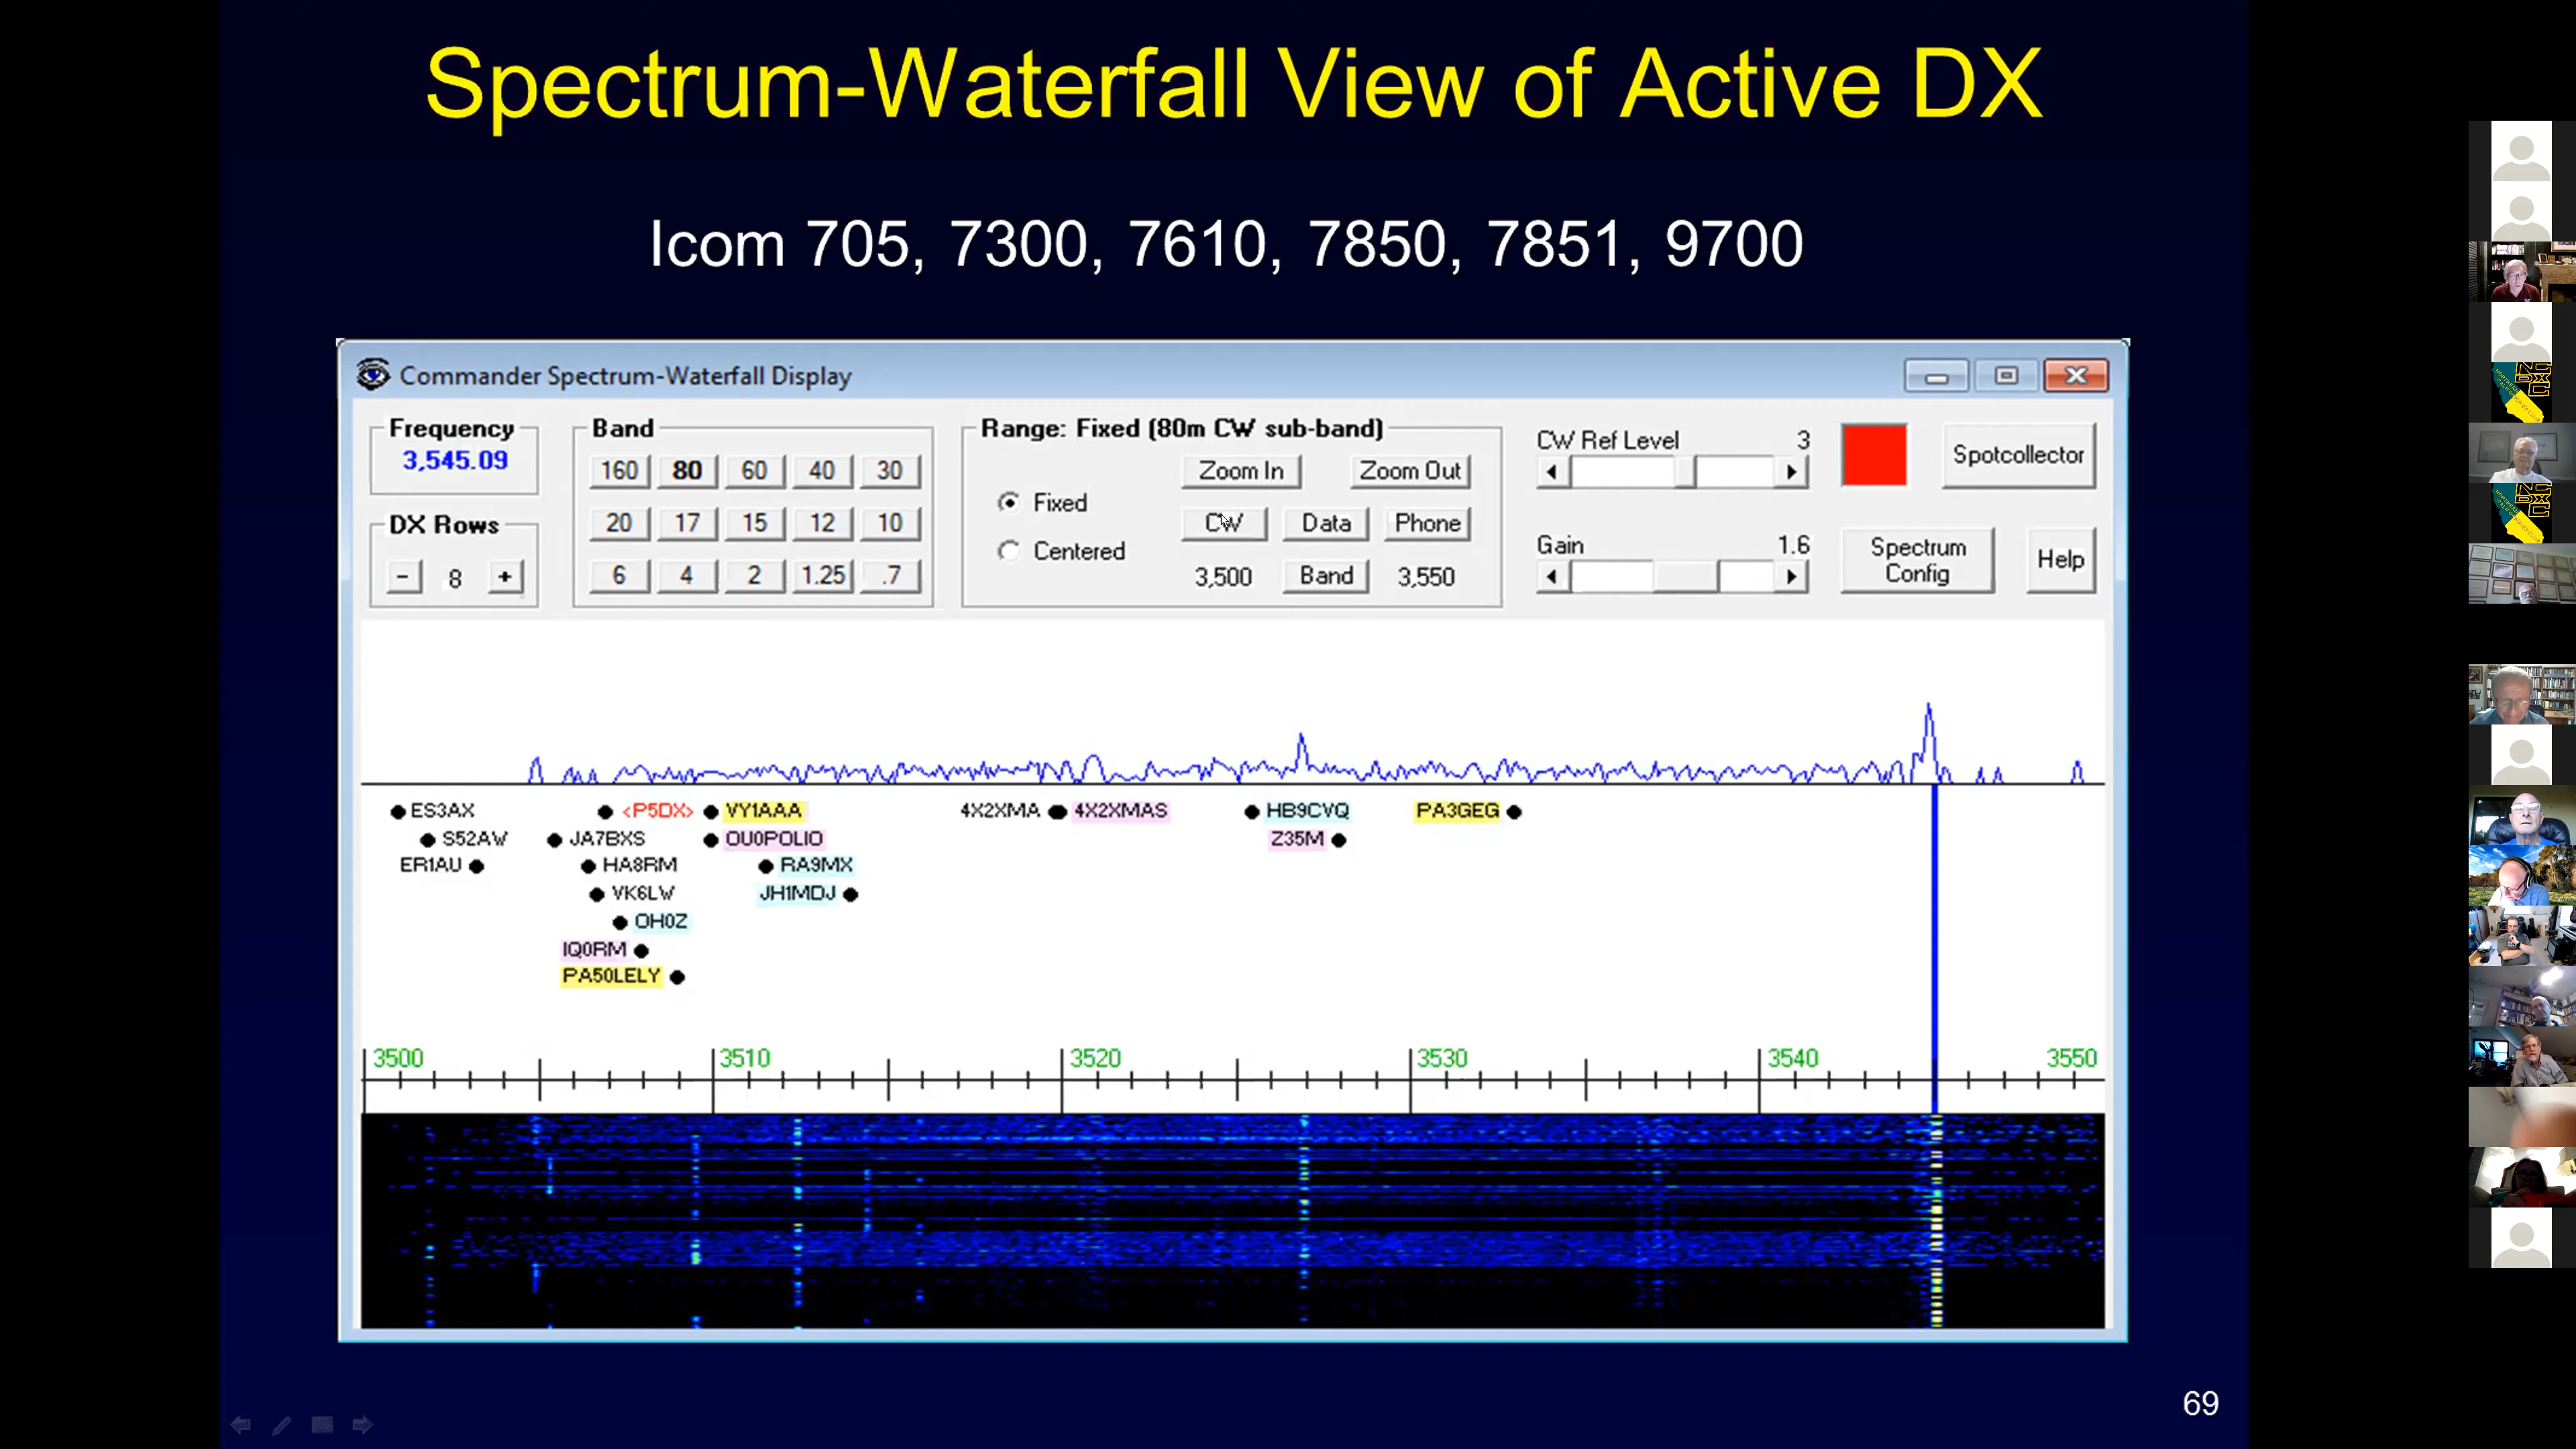 Spectrum-Waterfall View of Active DX
Icom 705, 7300, 7610, 7850, 7851, 9700
Commander Spectrum-Waterfall Display
Frequency
3,545.09
DX Rows
- 8 +
Band
160 80 60 40 30
20 17 15 12 10
6 4 2 1.25 .7
Range: Fixed (80m CW sub-band)
Zoom In Zoom Out
Fixed
CW Data Phone
Centered
3,500 Band 3,550
CW Ref Level 3
Gain 1.6
Spotcollector
Spectrum
Config
Help
ES3AX <P5DX> VY1AAA 4X2XMA 4X2XMAS HB9CVQ PA3GEG
S52AW JA7BXS OU0POLIO Z35M
ER1AU HA8RM RA9MX
VK6LW JH1MDJ
OH0Z
IQ0RM
PA50LELY
3500 3510 3520 3530 3540 3550
69